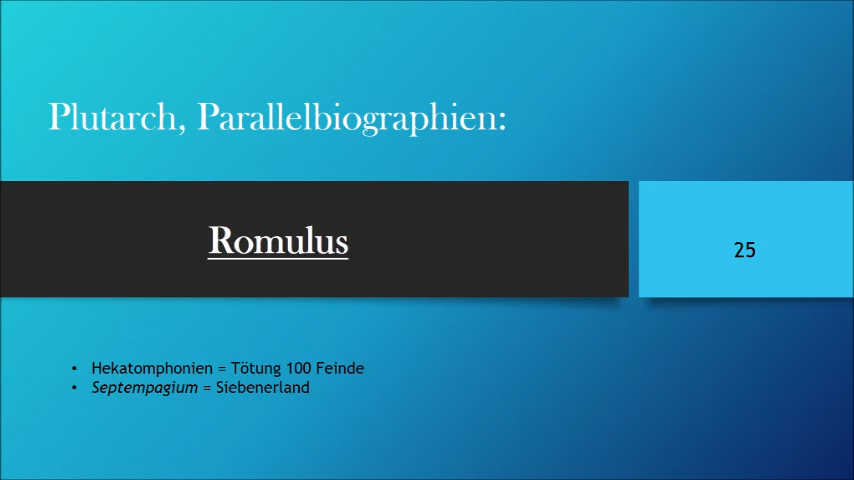 Plutarch, Parallelbiographien:
Romulus
25
• Hekatomphonien = Tötung 100 Feinde
• Septempagium = Siebenerland